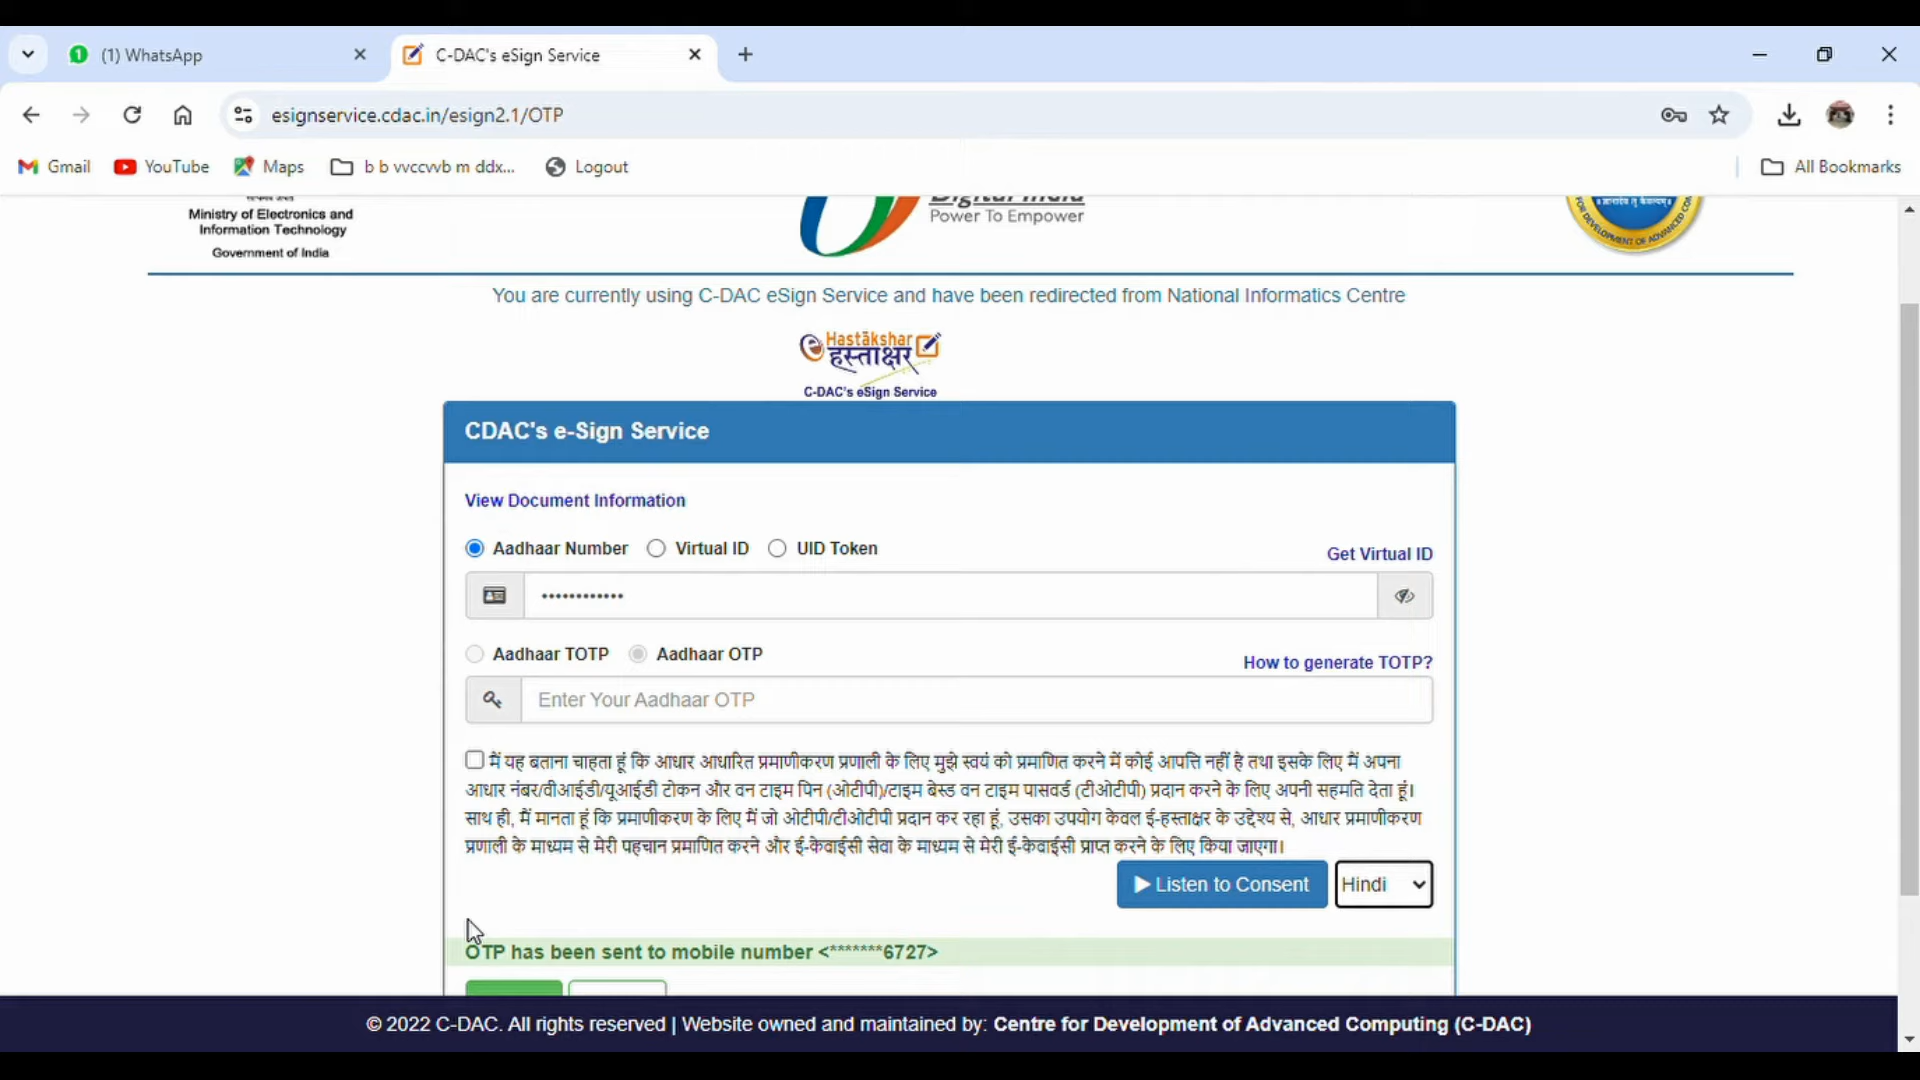 (1) WhatsApp
C-DAC's eSign Service
esignservice.cdac.in/esign2.1/OTP
Gmail
YouTube
Maps
b b vvccvvb m ddx...
Logout
All Bookmarks
Ministry of Electronics and
Information Technology
Government of India
Digital India
Power To Empower
You are currently using C-DAC eSign Service and have been redirected from National Informatics Centre
Hastākshar
हस्ताक्षर
C-DAC's eSign Service
CDAC's e-Sign Service
View Document Information
Aadhaar Number Virtual ID UID Token
Get Virtual ID
••••••••••••
Aadhaar TOTP Aadhaar OTP
How to generate TOTP?
Enter Your Aadhaar OTP
मैं यह बताना चाहता हूं कि आधार आधारित प्रमाणीकरण प्रणाली के लिए मुझे स्वयं को प्रमाणित करने में कोई आपत्ति नहीं है तथा इसके लिए मैं अपना
आधार नंबर/वीआईडी/यूआईडी टोकन और वन टाइम पिन (ओटीपी)/टाइम बेस्ड वन टाइम पासवर्ड (टीओटीपी) प्रदान करने के लिए अपनी सहमति देता हूं।
साथ ही, मैं मानता हूं कि प्रमाणीकरण के लिए मैं जो ओटीपी/टीओटीपी प्रदान कर रहा हूं, उसका उपयोग केवल ई-हस्ताक्षर के उद्देश्य से, आधार प्रमाणीकरण
प्रणाली के माध्यम से मेरी पहचान प्रमाणित करने और ई-केवाईसी सेवा के माध्यम से मेरी ई-केवाईसी प्राप्त करने के लिए किया जाएगा।
Listen to Consent
Hindi
OTP has been sent to mobile number <*******6727>
© 2022 C-DAC. All rights reserved | Website owned and maintained by: Centre for Development of Advanced Computing (C-DAC)